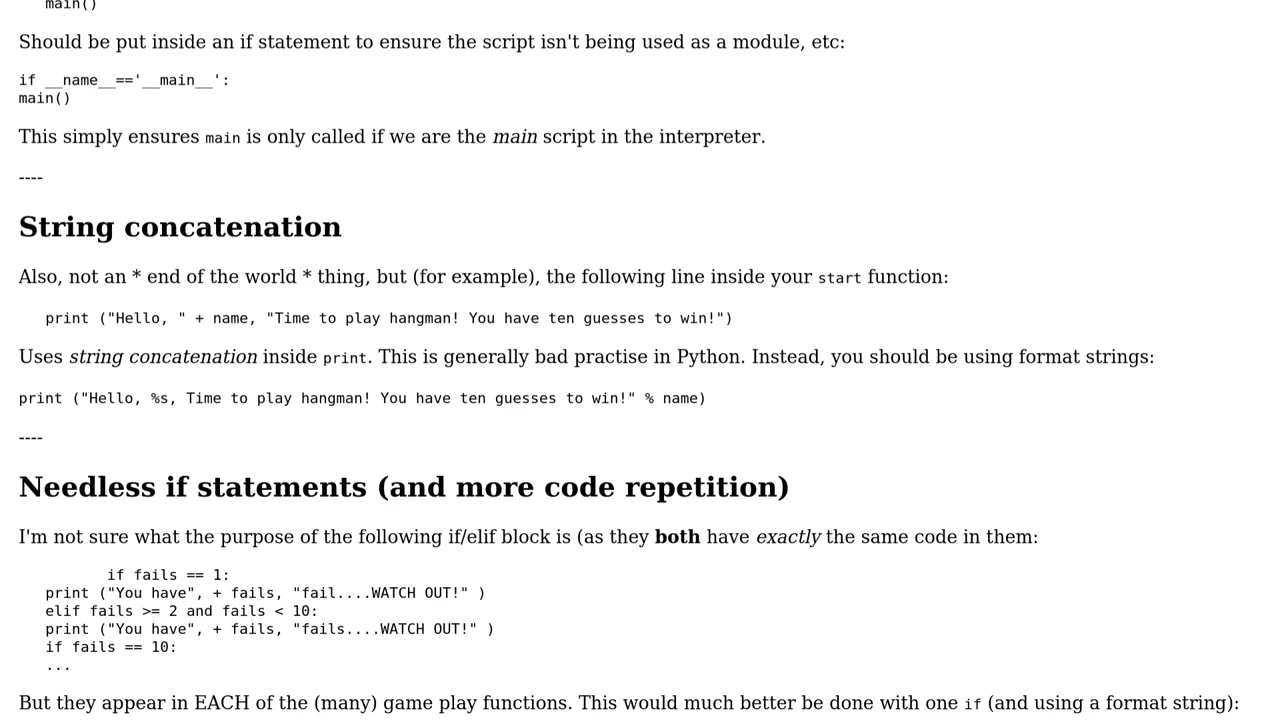 main()
Should be put inside an if statement to ensure the script isn't being used as a module, etc:
if __name__=='__main__':
main()
This simply ensures main is only called if we are the main script in the interpreter.
----
String concatenation
Also, not an * end of the world * thing, but (for example), the following line inside your start function:
print ("Hello, " + name, "Time to play hangman! You have ten guesses to win!")
Uses string concatenation inside print. This is generally bad practise in Python. Instead, you should be using format strings:
print ("Hello, %s, Time to play hangman! You have ten guesses to win!" % name)
----
Needless if statements (and more code repetition)
I'm not sure what the purpose of the following if/elif block is (as they both have exactly the same code in them:
if fails == 1:
print ("You have", + fails, "fail....WATCH OUT!" )
elif fails >= 2 and fails < 10:
print ("You have", + fails, "fails....WATCH OUT!" )
if fails == 10:
...
But they appear in EACH of the (many) game play functions. This would much better be done with one if (and using a format string):